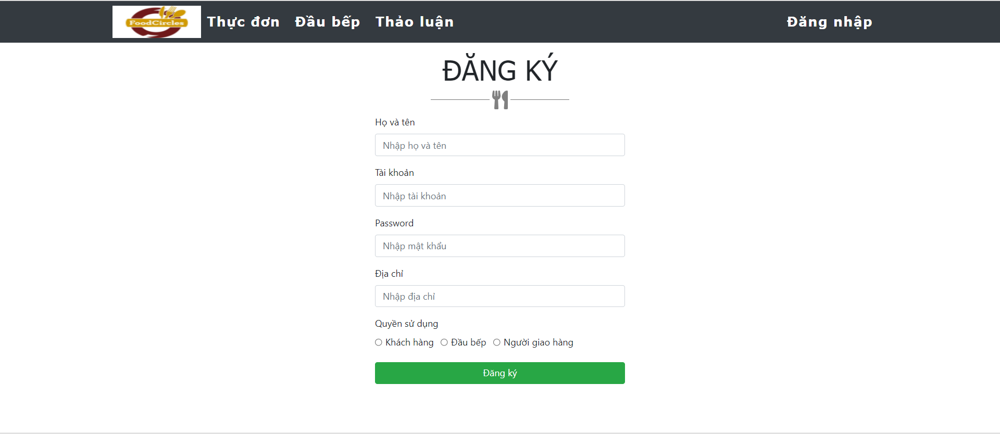 FoodCircles Thực đơn Đầu bếp Thảo luận Đăng nhập
ĐĂNG KÝ
Họ và tên
Nhập họ và tên
Tài khoản
Nhập tài khoản
Password
Nhập mật khẩu
Địa chỉ
Nhập địa chỉ
Quyền sử dụng
Khách hàng Đầu bếp Người giao hàng
Đăng ký